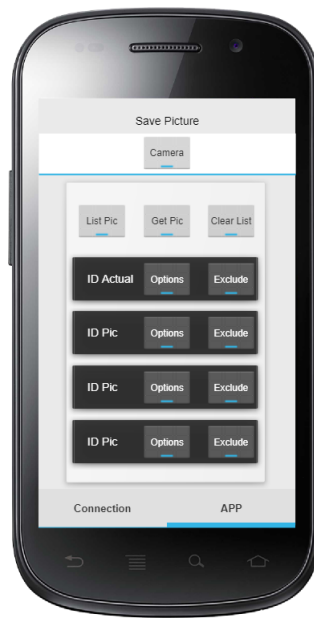 Save Picture
Camera
List Pic Get Pic Clear List
ID Actual Options Exclude
ID Pic Options Exclude
ID Pic Options Exclude
ID Pic Options Exclude
Connection APP